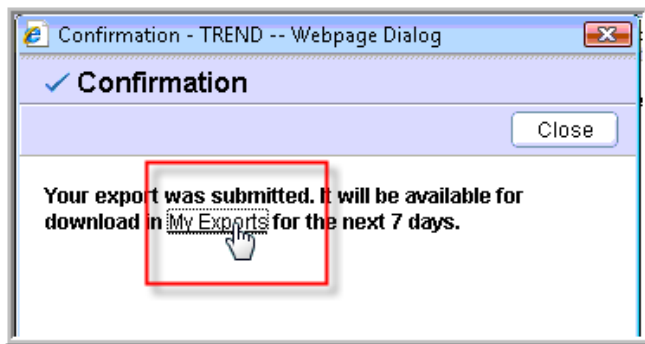 Confirmation - TREND -- Webpage Dialog
Confirmation
Close
Your export was submitted. It will be available for
download in My Exports for the next 7 days.